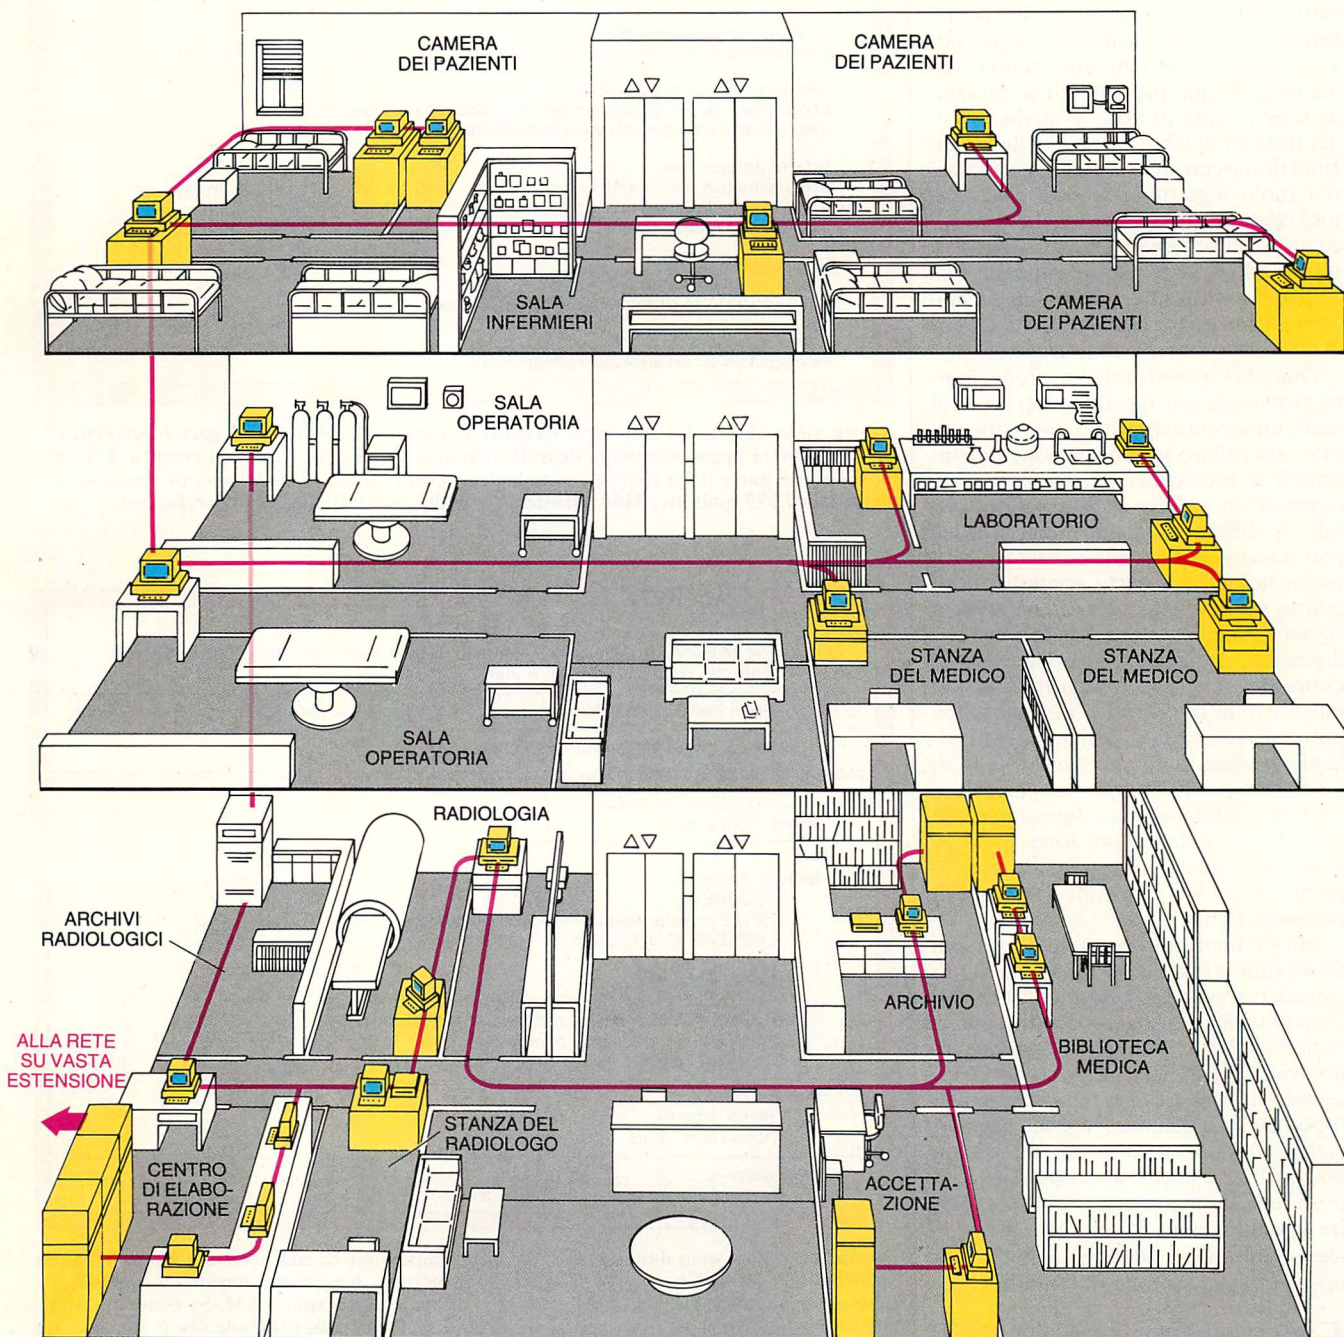 CAMERA
DEI PAZIENTI
CAMERA
DEI PAZIENTI
SALA
INFERMIERI
CAMERA
DEI PAZIENTI
SALA
OPERATORIA
LABORATORIO
STANZA
DEL MEDICO
STANZA
DEL MEDICO
SALA
OPERATORIA
RADIOLOGIA
ARCHIVI
RADIOLOGICI
ARCHIVIO
ALLA RETE
SU VASTA
ESTENSIONE
BIBLIOTECA
MEDICA
STANZA DEL
RADIOLOGO
CENTRO
DI ELABO-
RAZIONE
ACCETTA-
ZIONE